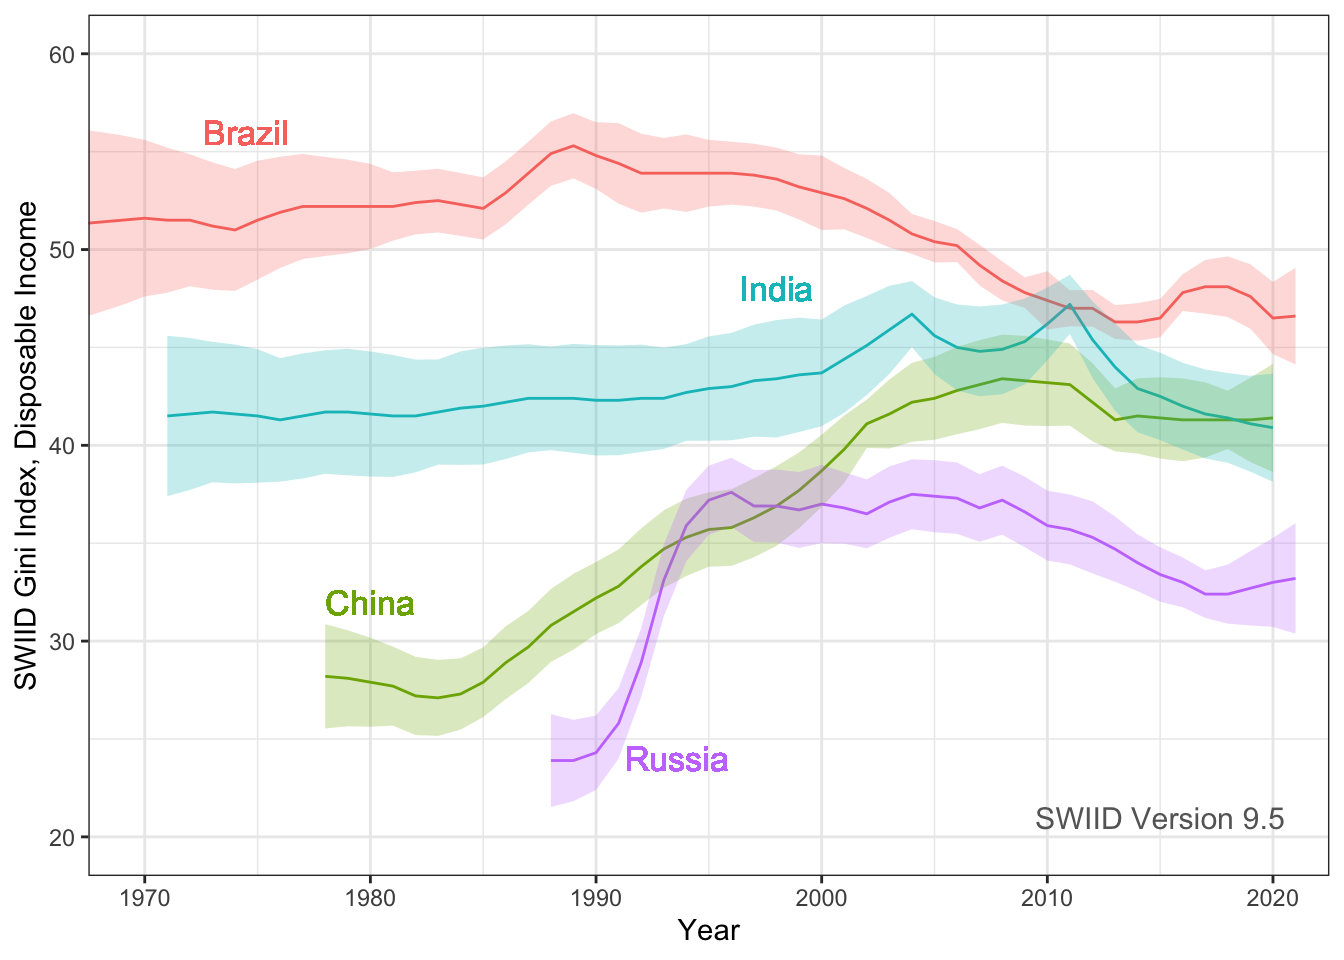 60
50
40
30
20
SWIID Gini Index, Disposable Income
Brazil
India
China
Russia
SWIID Version 9.5
1970
1980
1990
2000
2010
2020
Year